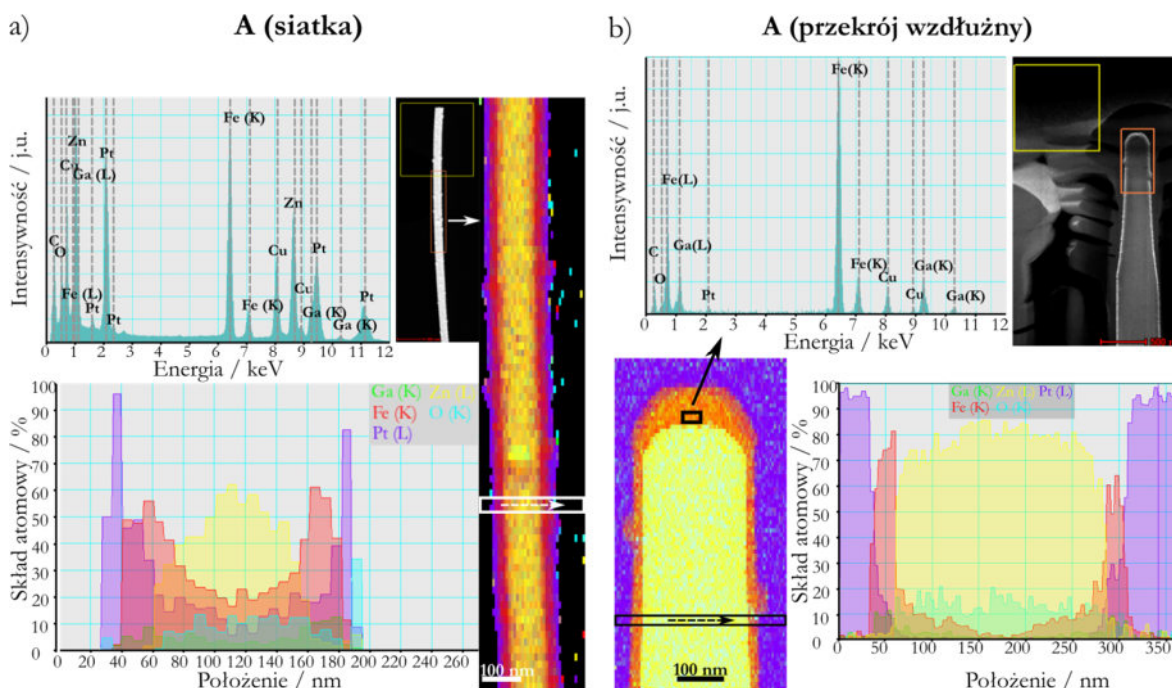 a)
A (siatka)
Intensywność / j.u.
C
O
Cu
Zn
Ga (L)
Pt
Fe (L)
Pt
Pt
Fe (K)
Fe (K)
Cu
Zn
Cu
Pt
Ga (K)
Ga (K)
Pt
0 1 2 3 4 5 6 7 8 9 10 11 12
Energia / keV
Skład atomowy / %
100
90
80
70
60
50
40
30
20
10
0
Ga (K) Zn (L)
Fe (K) O (K)
Pt (L)
0 20 40 60 80 100 120 140 160 180 200 220 240 260
Położenie / nm
100 nm
b)
A (przekrój wzdłużny)
Intensywność / j.u.
C
O
Fe(L)
Ga(L)
Pt
Fe(K)
Fe(K)
Cu
Cu
Ga(K)
Ga(K)
0 1 2 3 4 5 6 7 8 9 10 11 12
Energia / keV
100 nm
Skład atomowy / %
100
90
80
70
60
50
40
30
20
10
0
Ga (K) Zn (L) Pt (L)
Fe (K) O (K)
0 50 100 150 200 250 300 350
Położenie / nm